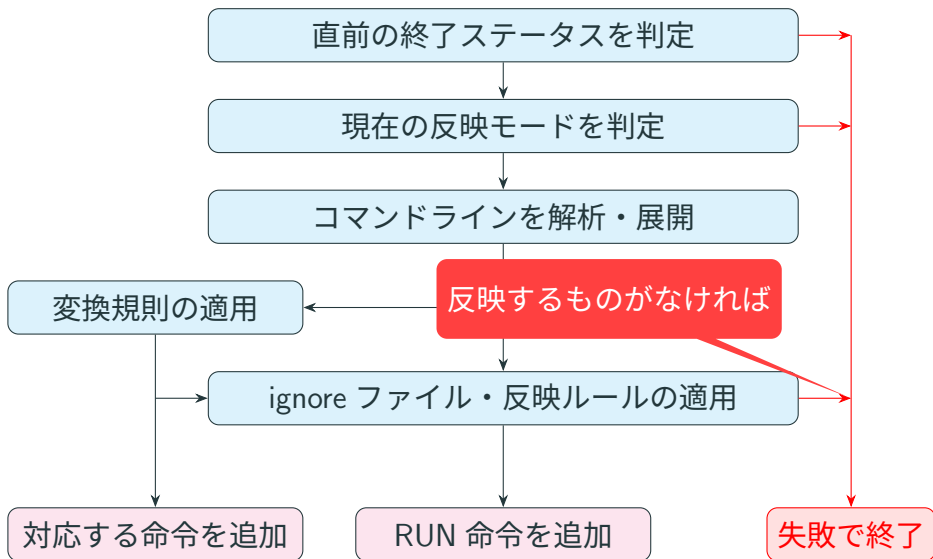 直前の終了ステータスを判定
現在の反映モードを判定
コマンドラインを解析・展開
反映するものがなければ
変換規則の適用
ignore ファイル・反映ルールの適用
対応する命令を追加
RUN 命令を追加
失敗で終了